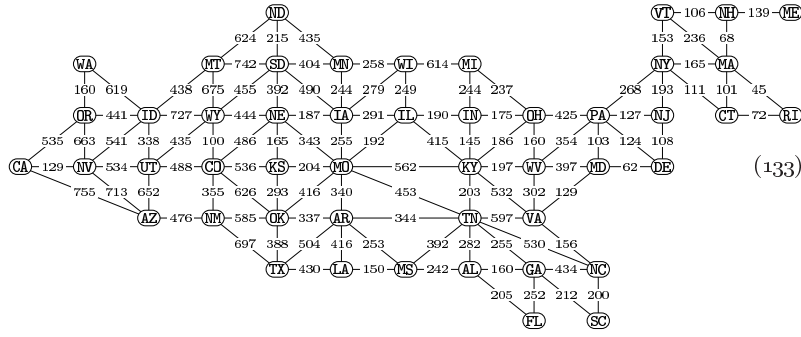 ND VT 106 NH 139 ME
624 215 435 153 236 68
WA MT 742 SD 404 MN 258 WI 614 MI NY 165 MA
160 619 438 675 455 392 490 244 279 249 244 237 268 193 111 101 45
OR 441 ID 727 WY 444 NE 187 IA 291 IL 190 IN 175 OH 425 PA 127 NJ CT 72 RI
535 663 541 338 435 100 486 165 343 255 192 415 145 186 160 354 103 124 108
CA 129 NV 534 UT 488 CO 536 KS 204 MO 562 KY 197 WV 397 MD 62 DE (133)
755 713 652 355 626 293 416 340 453 203 532 302 129
AZ 476 NM 585 OK 337 AR 344 TN 597 VA
697 388 504 416 253 392 282 255 530 156
TX 430 LA 150 MS 242 AL 160 GA 434 NC
205 252 212 200
FL SC